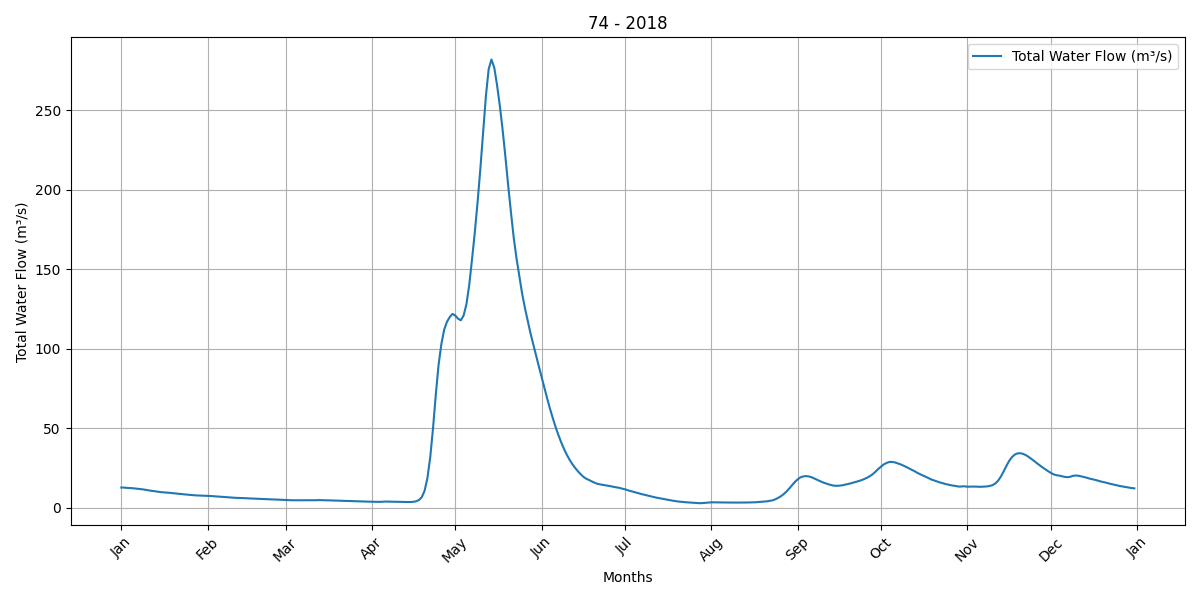 74 - 2018
Total Water Flow (m³/s)
Total Water Flow (m³/s)
250
200
150
100
50
0
Jan Feb Mar Apr May Jun Jul Aug Sep Oct Nov Dec Jan
Months